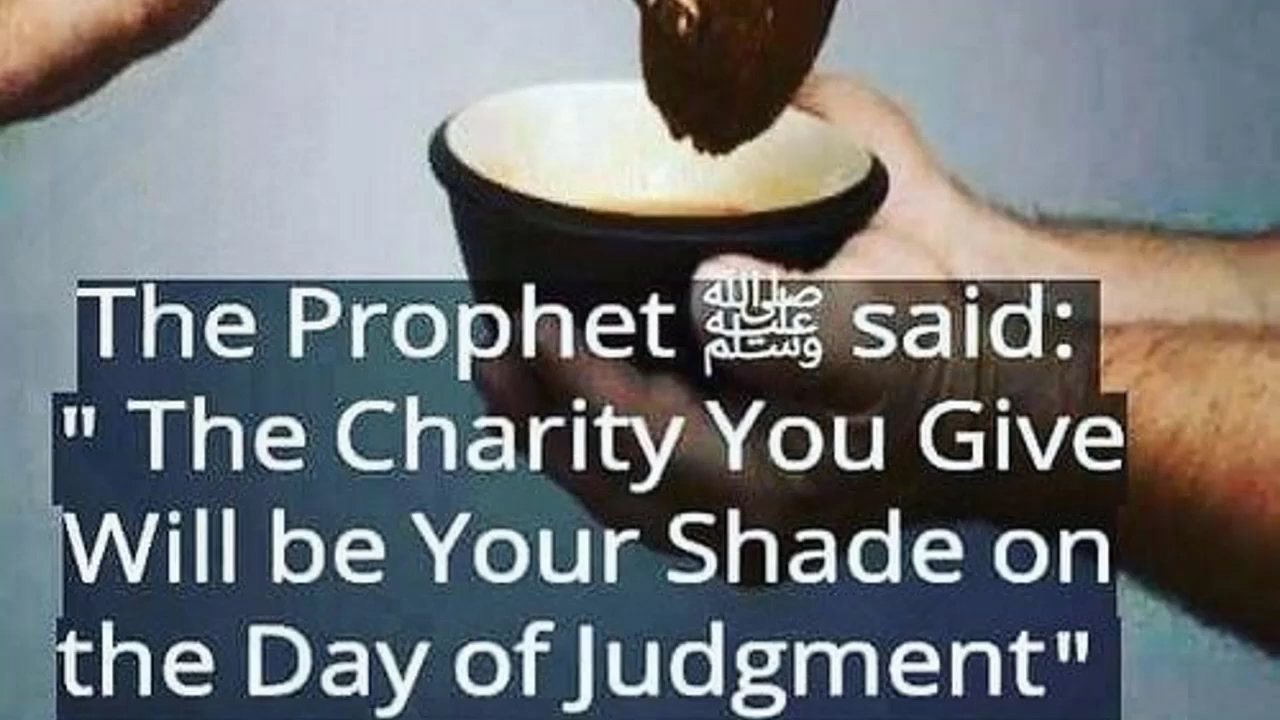 The Prophet ﷺ said:
" The Charity You Give
Will be Your Shade on
the Day of Judgment"